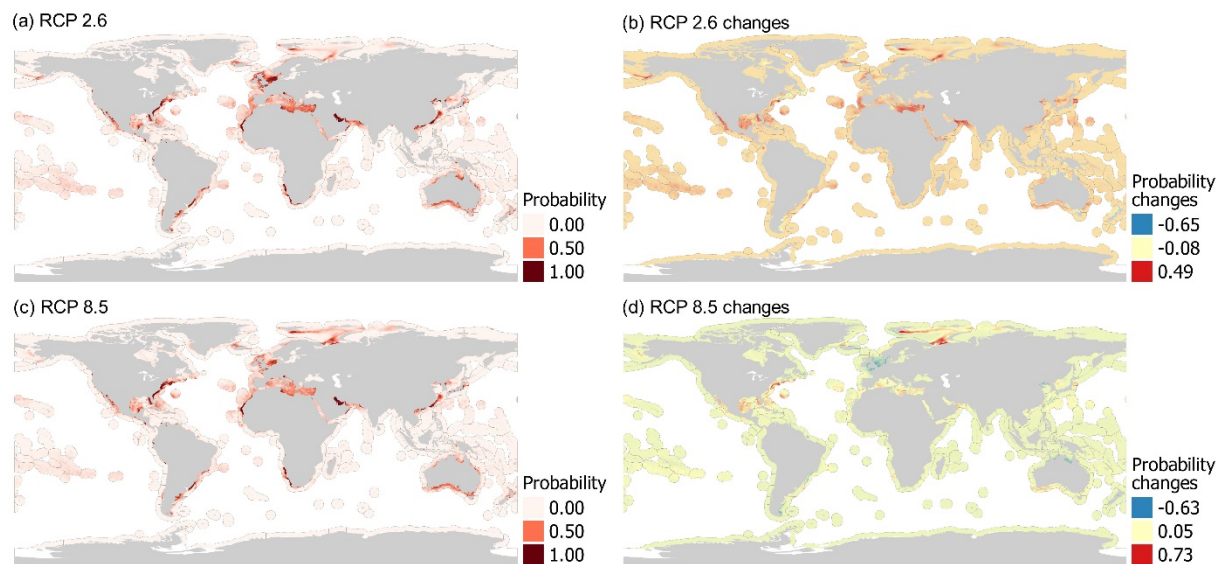 (a) RCP 2.6
Probability
0.00
0.50
1.00
(b) RCP 2.6 changes
Probability
changes
-0.65
-0.08
0.49
(c) RCP 8.5
Probability
0.00
0.50
1.00
(d) RCP 8.5 changes
Probability
changes
-0.63
0.05
0.73